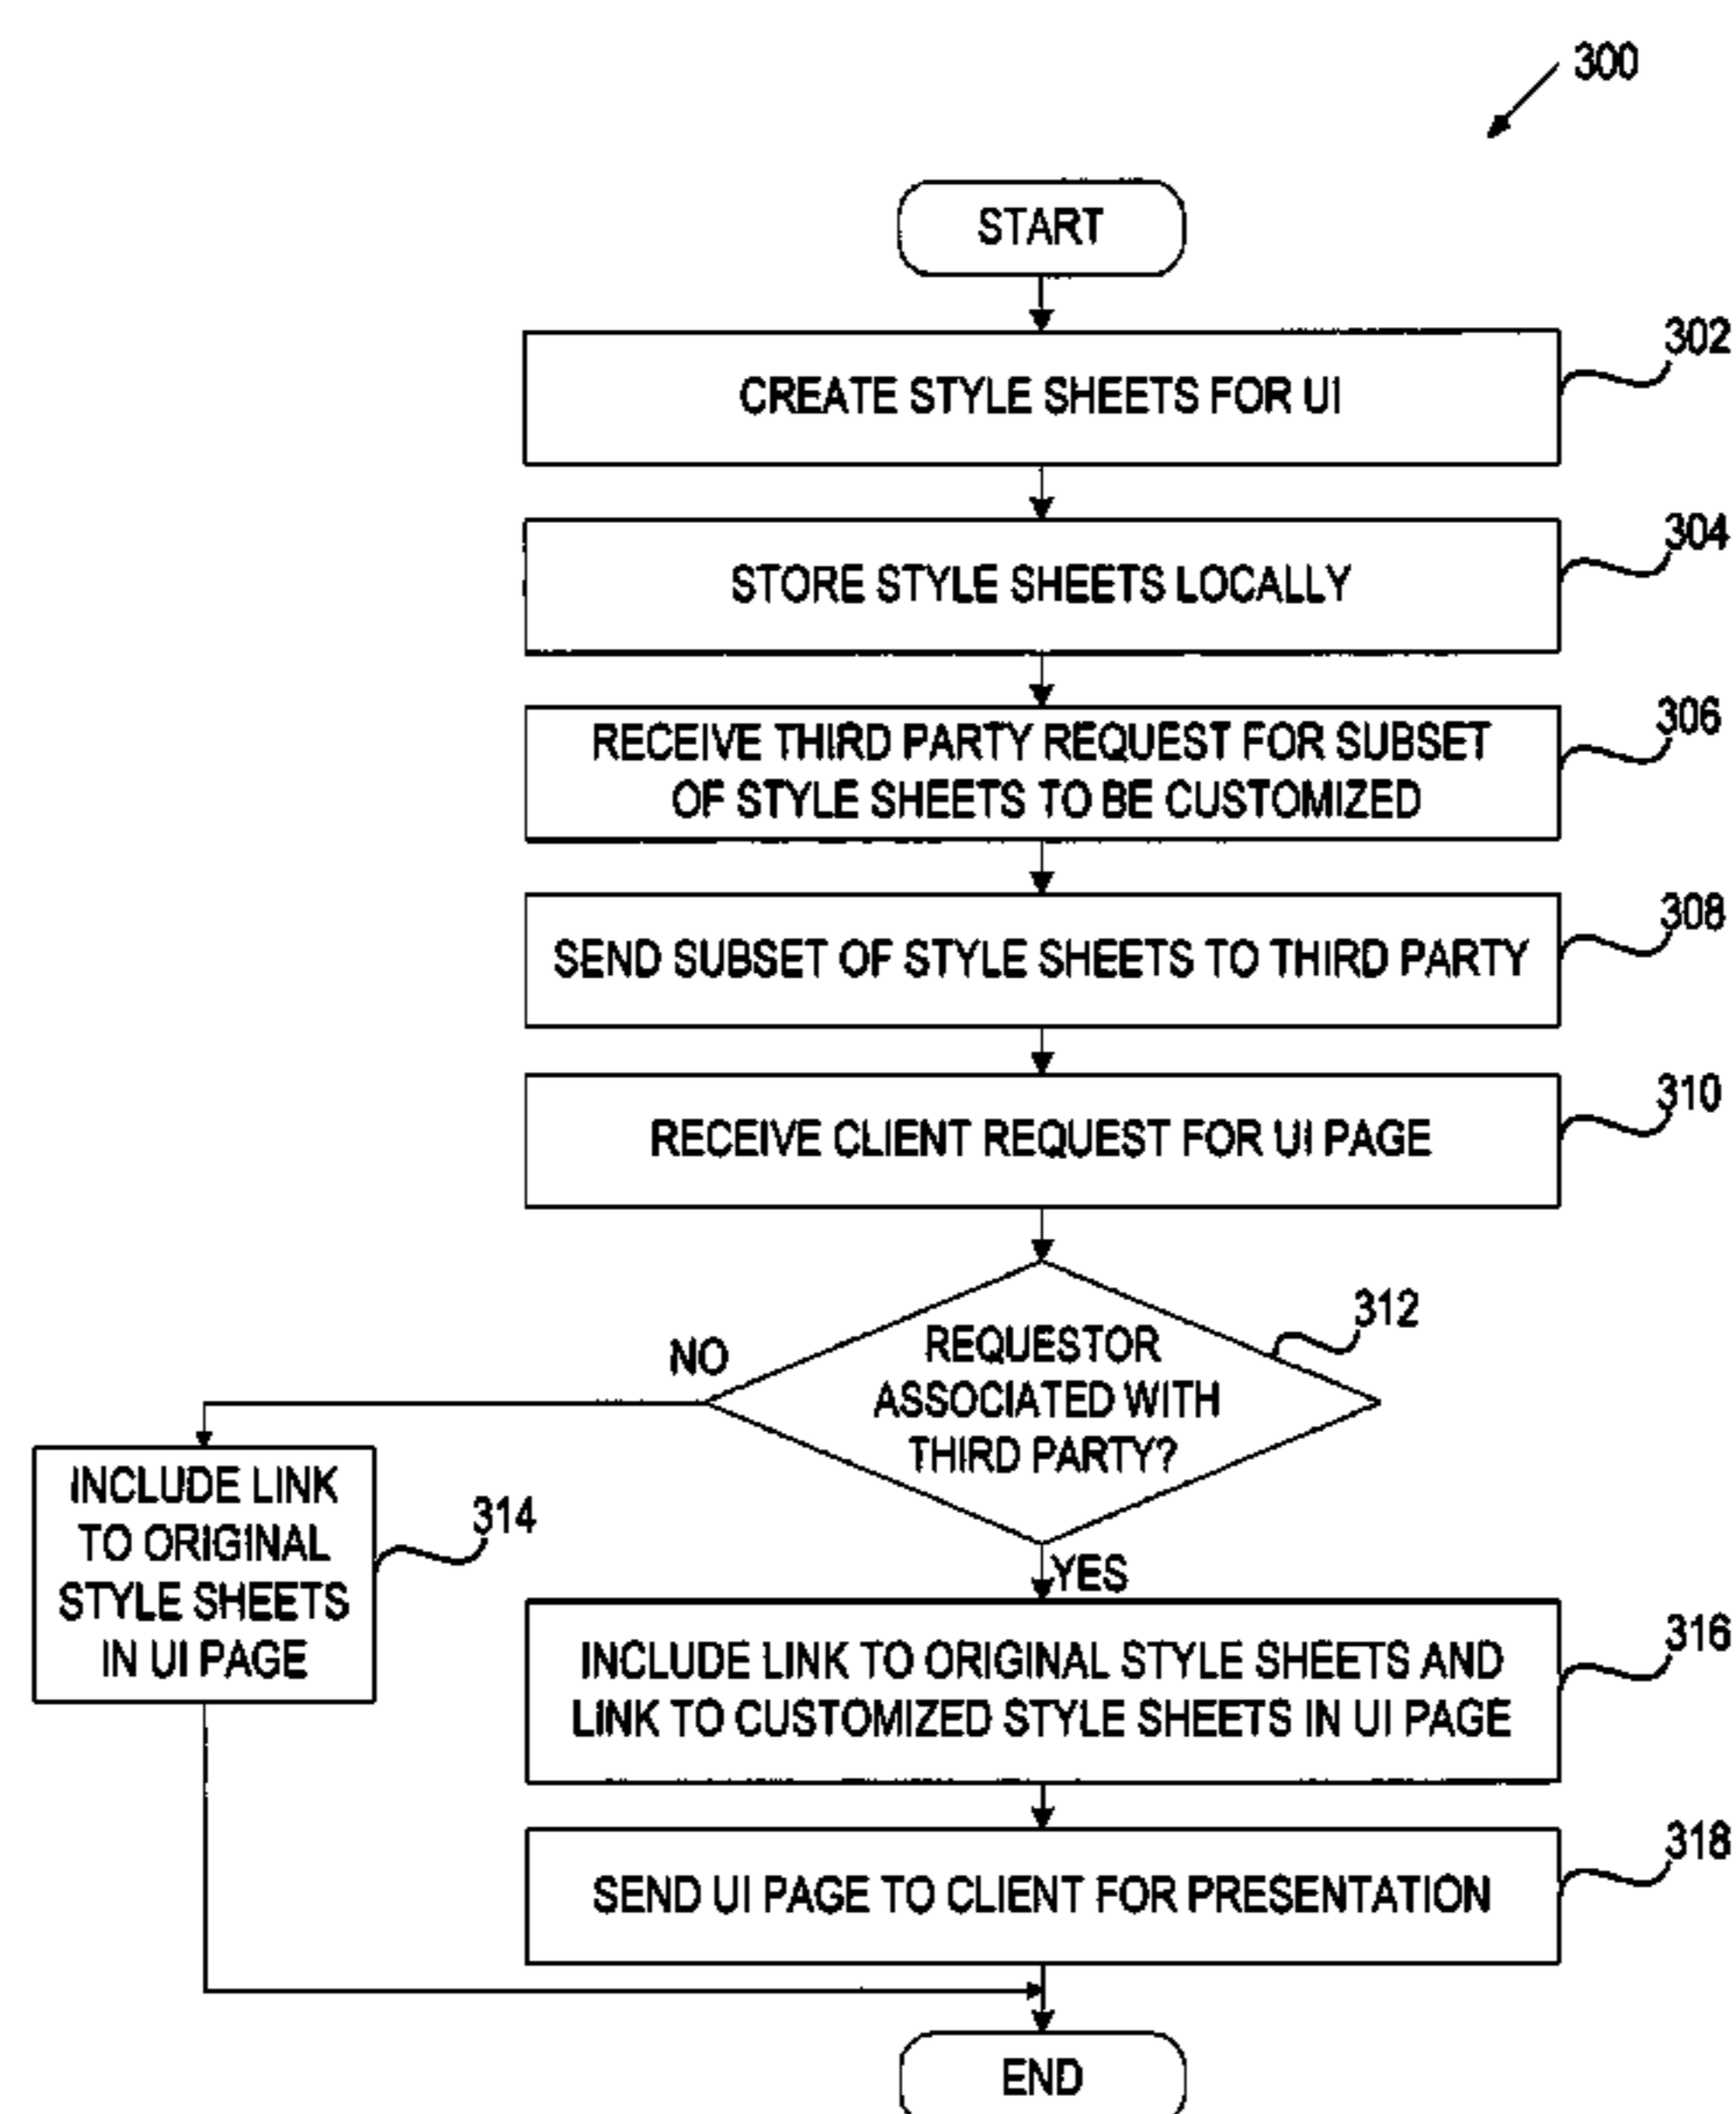 300
START
CREATE STYLE SHEETS FOR UI
302
STORE STYLE SHEETS LOCALLY
304
RECEIVE THIRD PARTY REQUEST FOR SUBSET
OF STYLE SHEETS TO BE CUSTOMIZED
306
SEND SUBSET OF STYLE SHEETS TO THIRD PARTY
308
RECEIVE CLIENT REQUEST FOR UI PAGE
310
REQUESTOR
ASSOCIATED WITH
THIRD PARTY?
312
NO
INCLUDE LINK
TO ORIGINAL
STYLE SHEETS
IN UI PAGE
314
YES
INCLUDE LINK TO ORIGINAL STYLE SHEETS AND
LINK TO CUSTOMIZED STYLE SHEETS IN UI PAGE
316
SEND UI PAGE TO CLIENT FOR PRESENTATION
318
END